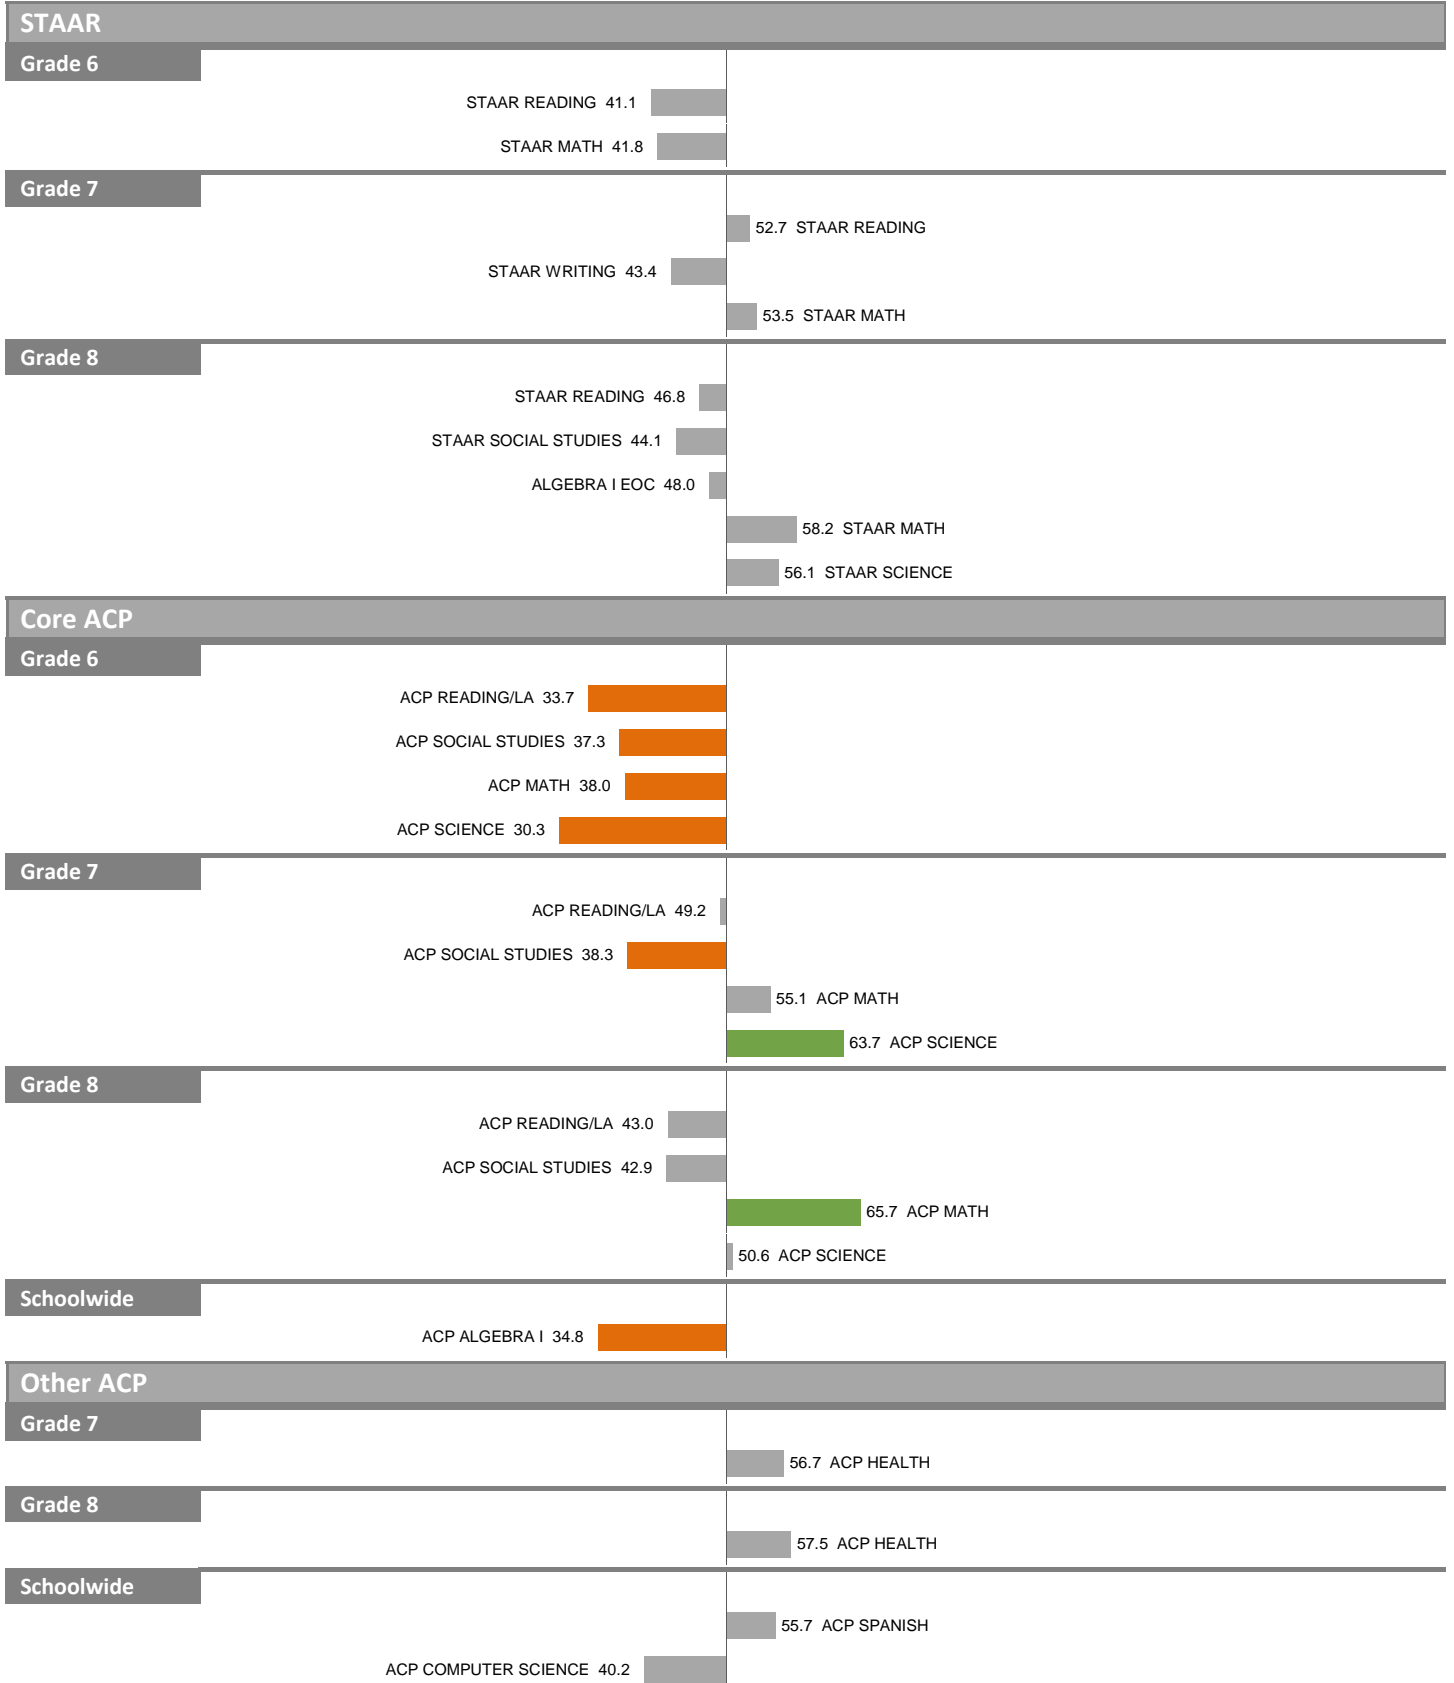 STAAR
Grade 6
STAAR READING 41.1
STAAR MATH 41.8
Grade 7
52.7 STAAR READING
STAAR WRITING 43.4
53.5 STAAR MATH
Grade 8
STAAR READING 46.8
STAAR SOCIAL STUDIES 44.1
ALGEBRA I EOC 48.0
58.2 STAAR MATH
56.1 STAAR SCIENCE
Core ACP
Grade 6
ACP READING/LA 33.7
ACP SOCIAL STUDIES 37.3
ACP MATH 38.0
ACP SCIENCE 30.3
Grade 7
ACP READING/LA 49.2
ACP SOCIAL STUDIES 38.3
55.1 ACP MATH
63.7 ACP SCIENCE
Grade 8
ACP READING/LA 43.0
ACP SOCIAL STUDIES 42.9
65.7 ACP MATH
50.6 ACP SCIENCE
Schoolwide
ACP ALGEBRA I 34.8
Other ACP
Grade 7
56.7 ACP HEALTH
Grade 8
57.5 ACP HEALTH
Schoolwide
55.7 ACP SPANISH
ACP COMPUTER SCIENCE 40.2